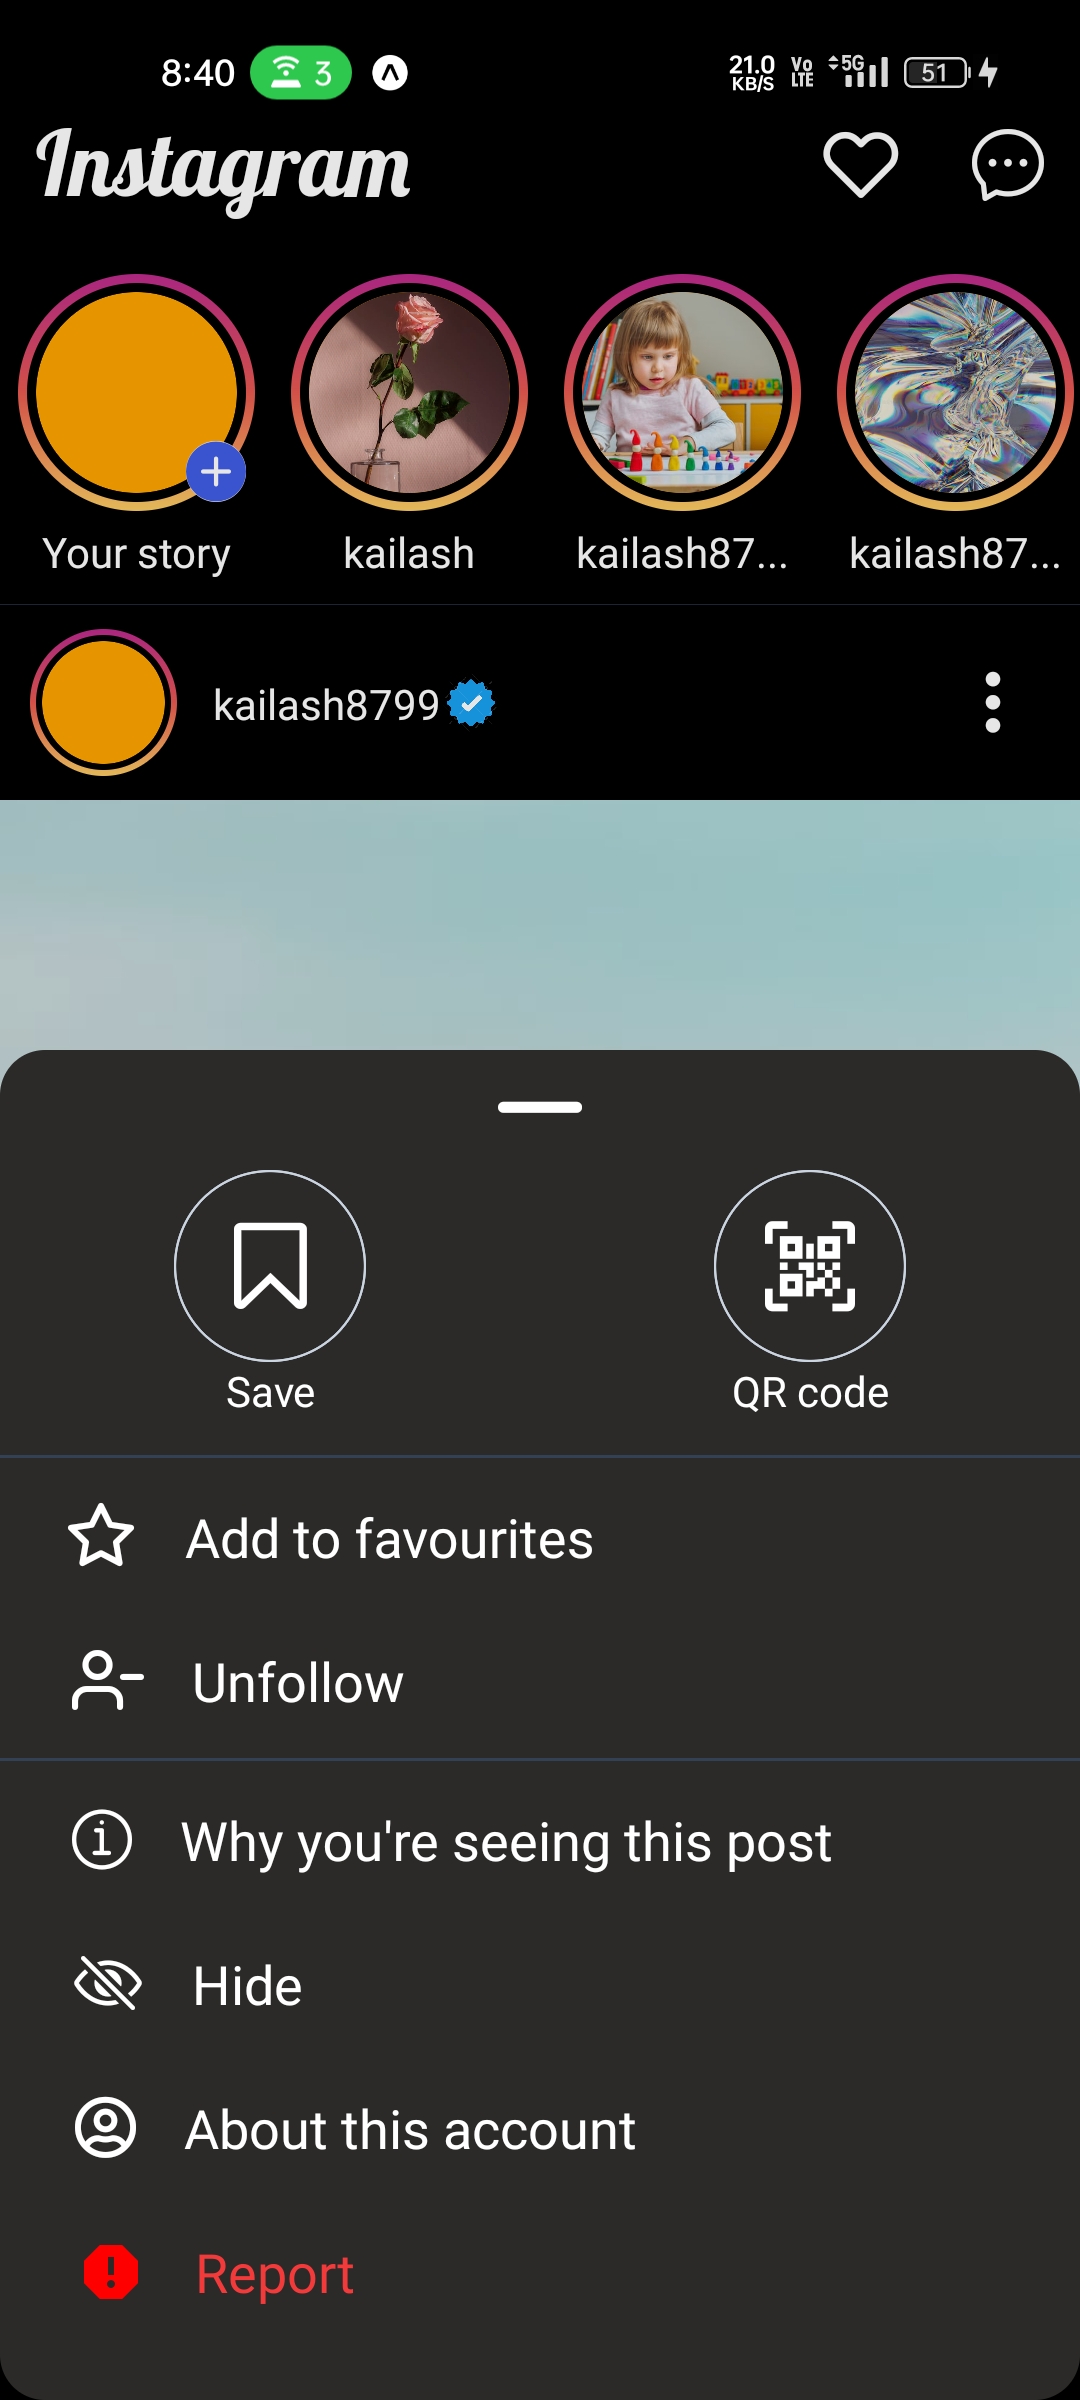 8:40 3 21.0 KB/S Vo LTE 5G 51
Instagram
Your story kailash kailash87... kailash87...
kailash8799
Save QR code
Add to favourites
Unfollow
Why you're seeing this post
Hide
About this account
Report